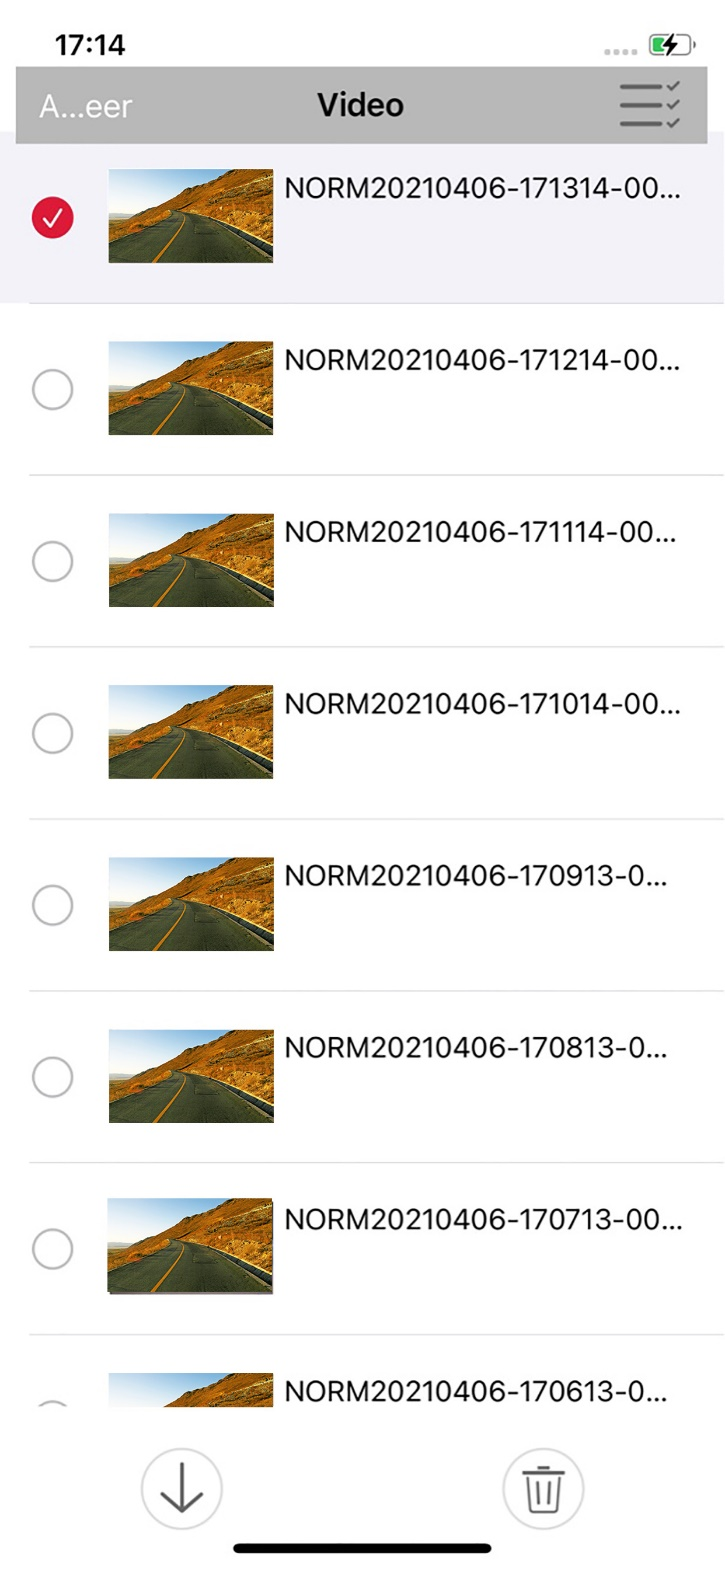 17:14
A...eer
Video
NORM20210406-171314-00...
NORM20210406-171214-00...
NORM20210406-171114-00...
NORM20210406-171014-00...
NORM20210406-170913-0...
NORM20210406-170813-0...
NORM20210406-170713-00...
NORM20210406-170613-0...